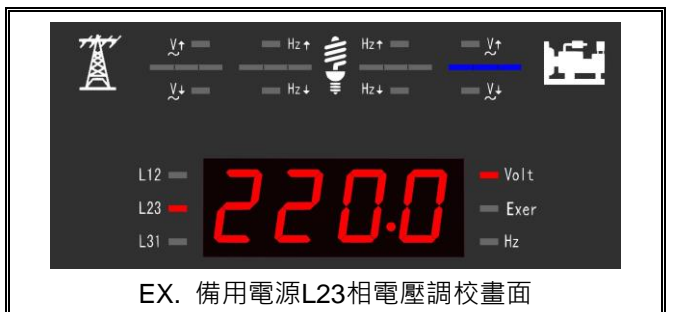 V↑ Hz↑ Hz↑ V↑
V↓ Hz↓ Hz↓ V↓
L12 Volt
L23 220.0 Exer
L31 Hz
EX. 備用電源L23相電壓調校畫面